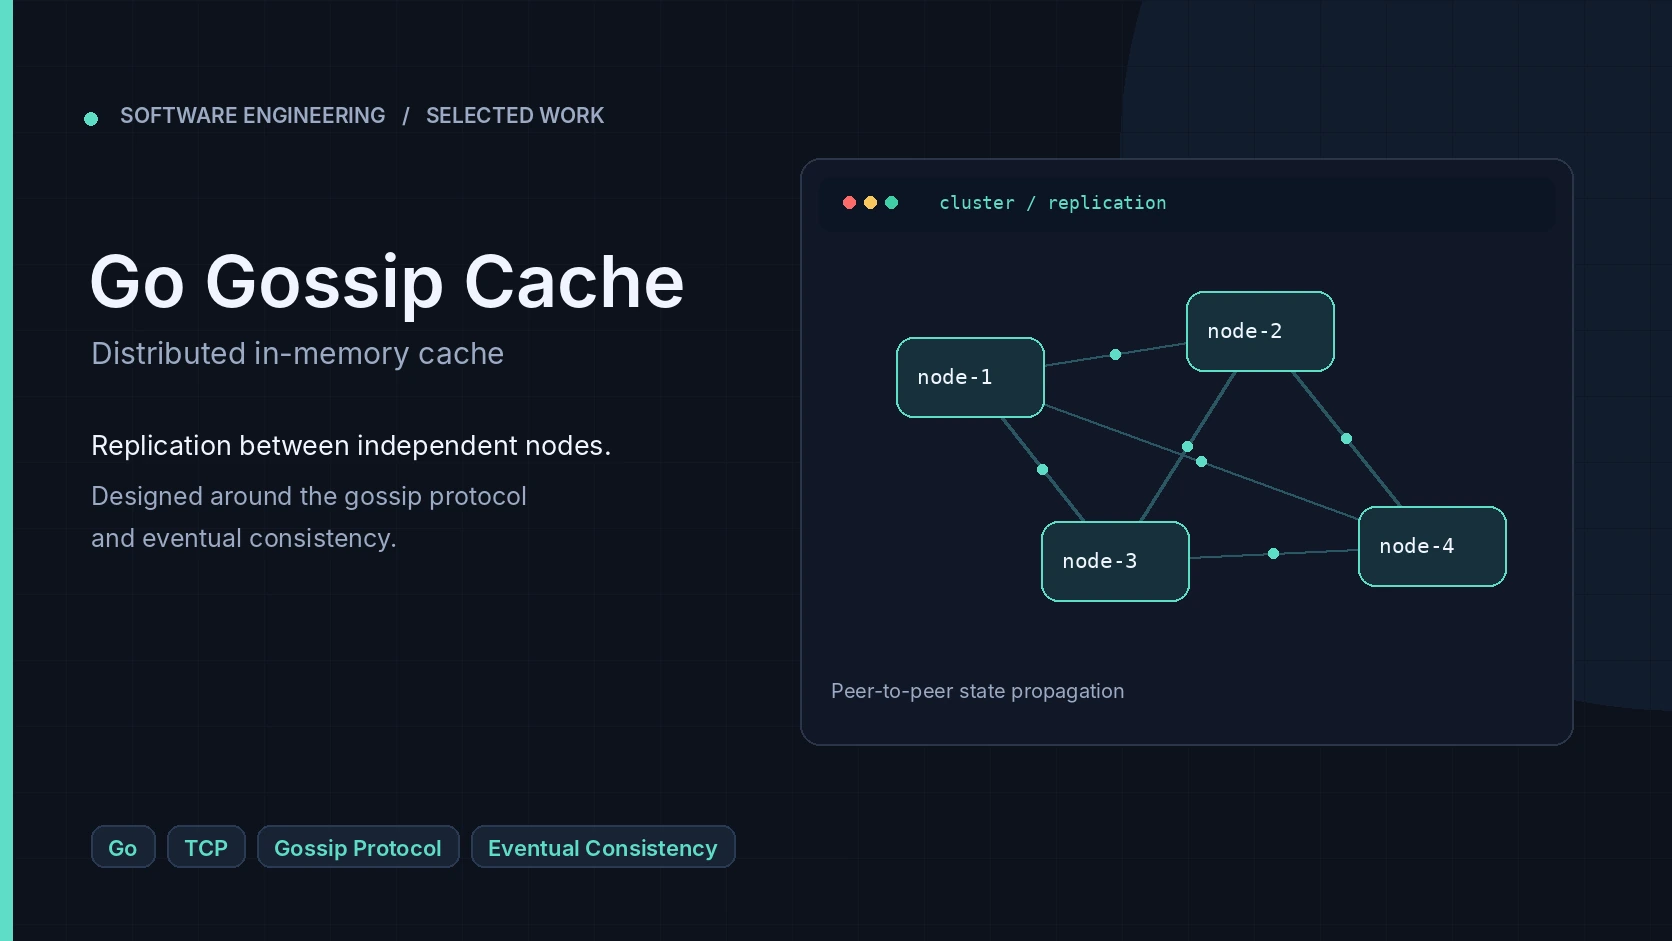 SOFTWARE ENGINEERING / SELECTED WORK
Go Gossip Cache
Distributed in-memory cache
Replication between independent nodes.
Designed around the gossip protocol
and eventual consistency.
Go
TCP
Gossip Protocol
Eventual Consistency
cluster / replication
node-1
node-2
node-3
node-4
Peer-to-peer state propagation